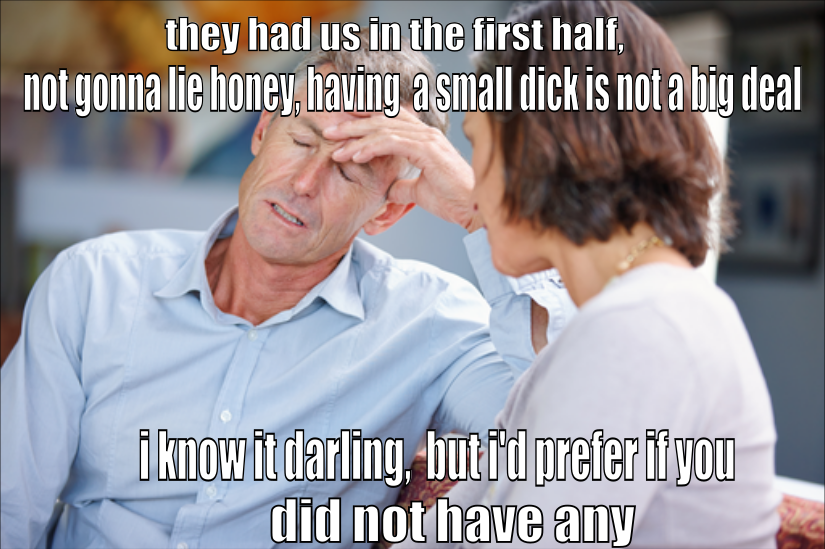 they had us in the first half,
not gonna lie honey, having a small dick is not a big deal
i know it darling, but i'd prefer if you
did not have any